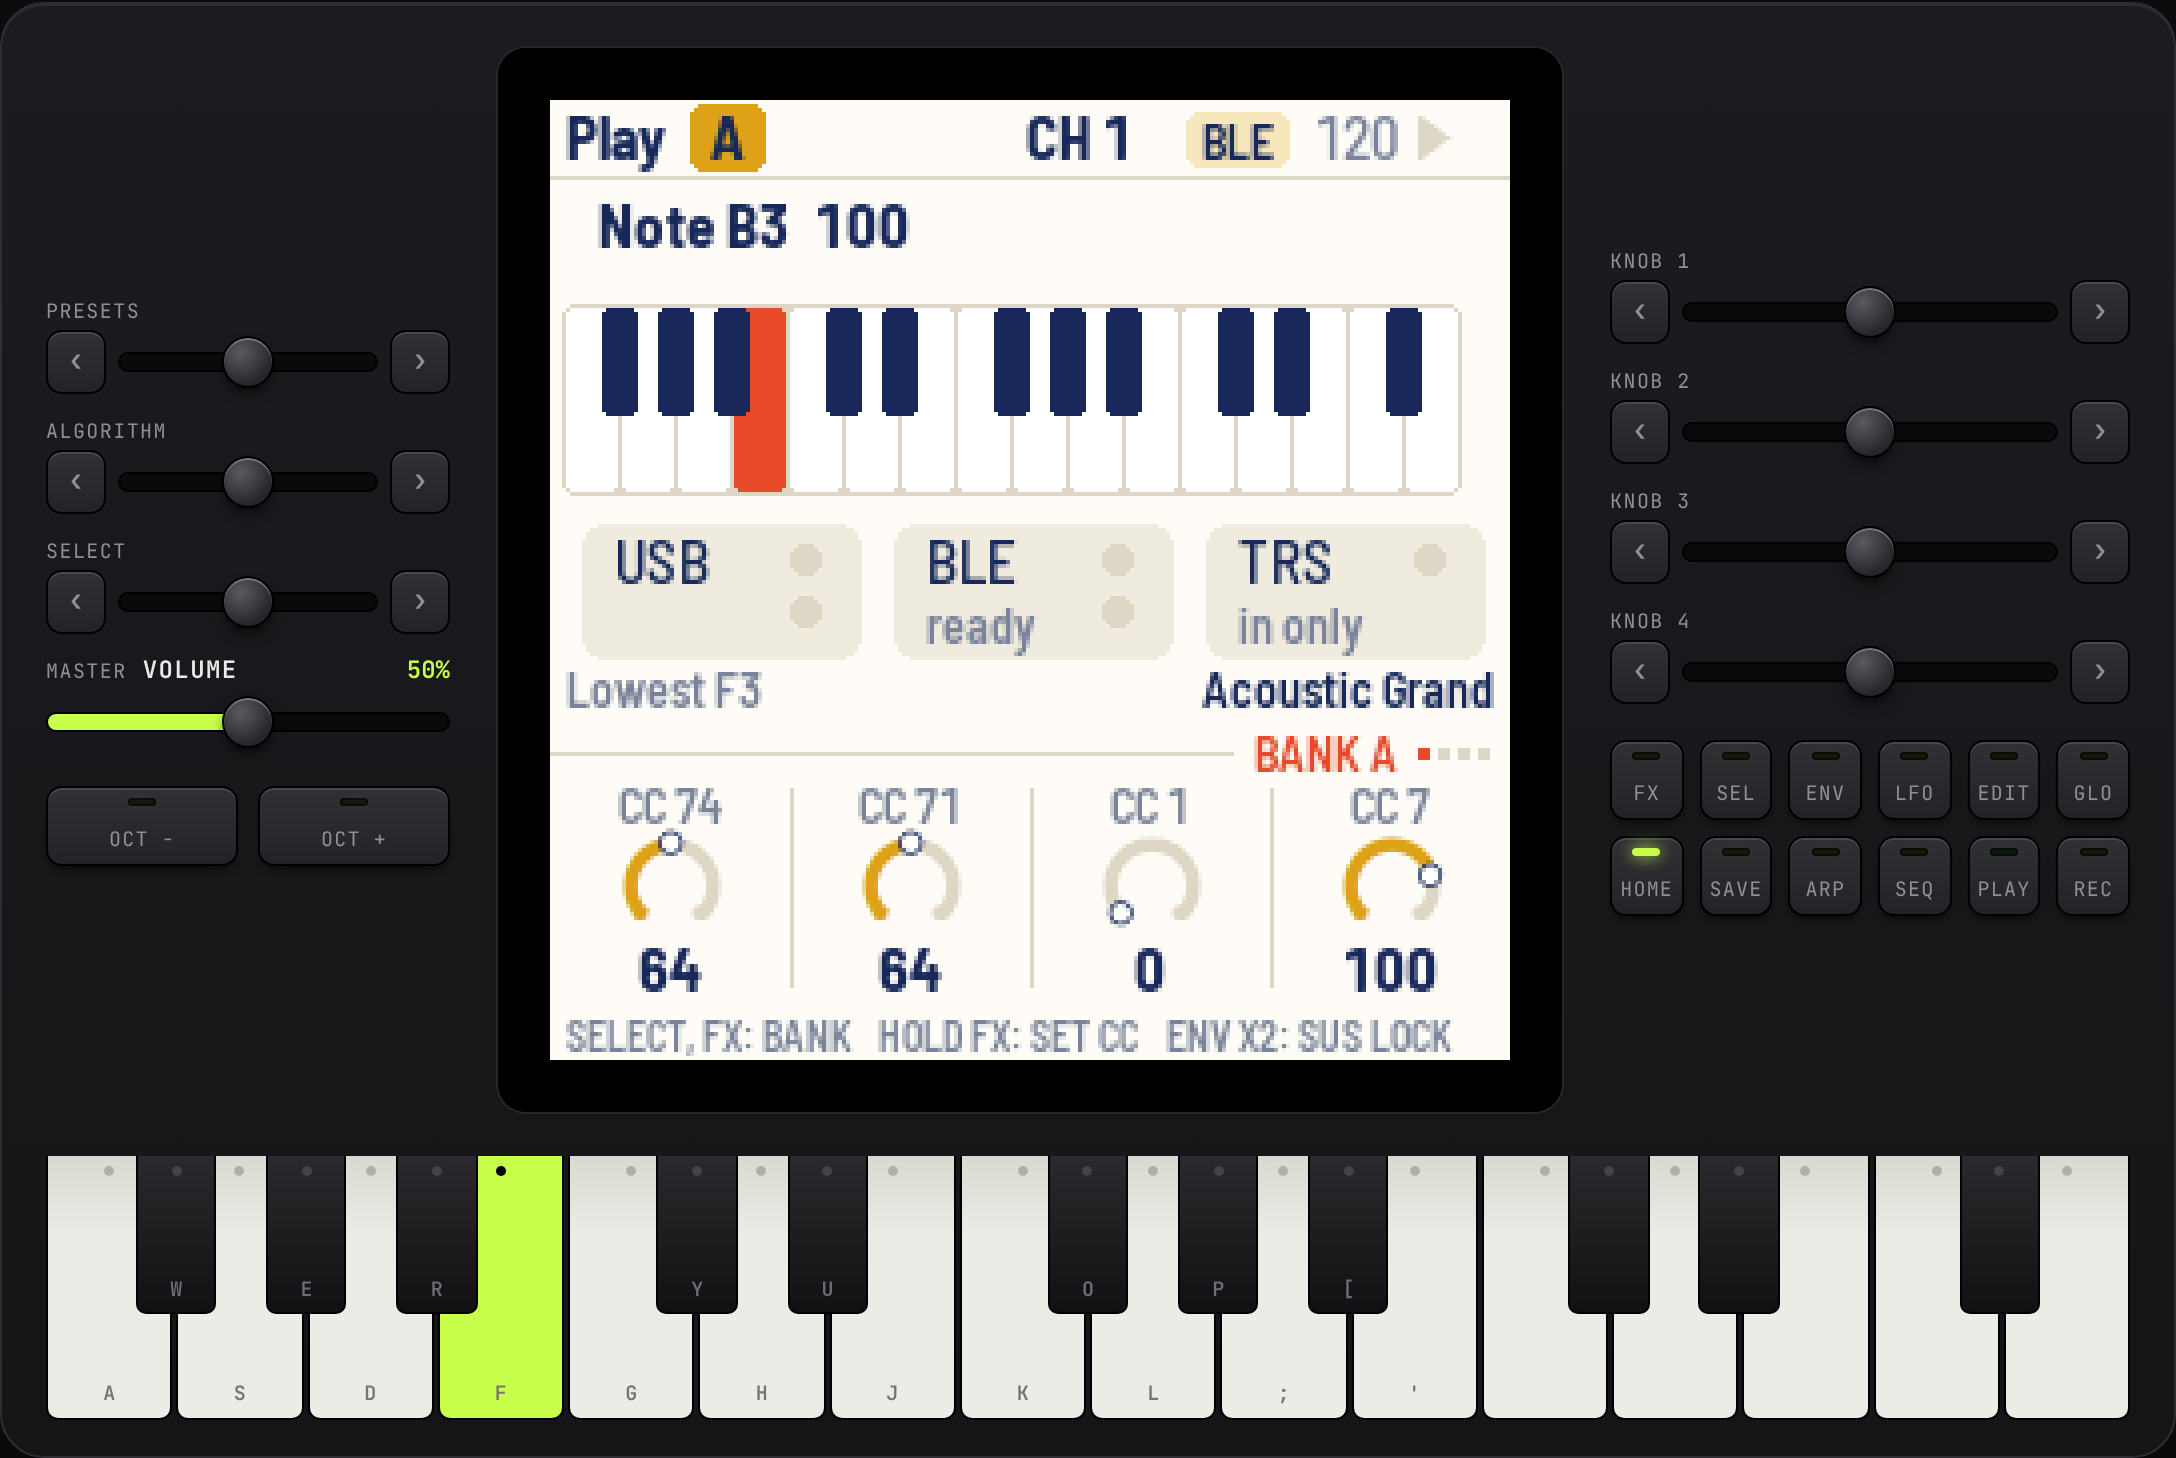 Play A CH 1 BLE 120
Note B3 100
KNOB 1
PRESETS
KNOB 2
ALGORITHM
KNOB 3
SELECT
USB BLE TRS
ready in only
KNOB 4
MASTER VOLUME 50%
Lowest F3 Acoustic Grand
BANK A
FX SEL ENV LFO EDIT GLO
CC 74 CC 71 CC 1 CC 7
OCT - OCT +
HOME SAVE ARP SEQ PLAY REC
64 64 0 100
SELECT, FX: BANK HOLD FX: SET CC ENV X2: SUS LOCK
W E R Y U O P [
A S D F G H J K L ; '